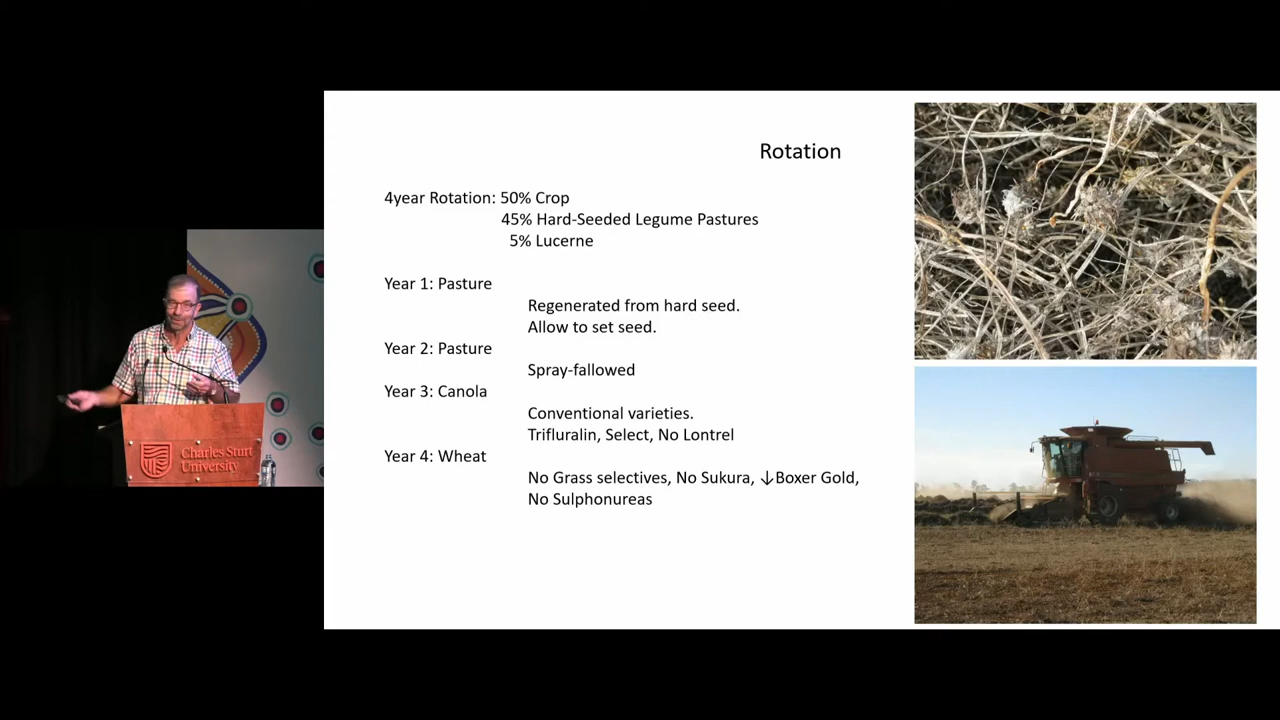 Rotation
4year Rotation: 50% Crop
45% Hard-Seeded Legume Pastures
5% Lucerne
Year 1: Pasture
Regenerated from hard seed.
Allow to set seed.
Year 2: Pasture
Spray-fallowed
Year 3: Canola
Conventional varieties.
Trifluralin, Select, No Lontrel
Year 4: Wheat
No Grass selectives, No Sukura, ↓Boxer Gold,
No Sulphonureas
Charles Sturt
University